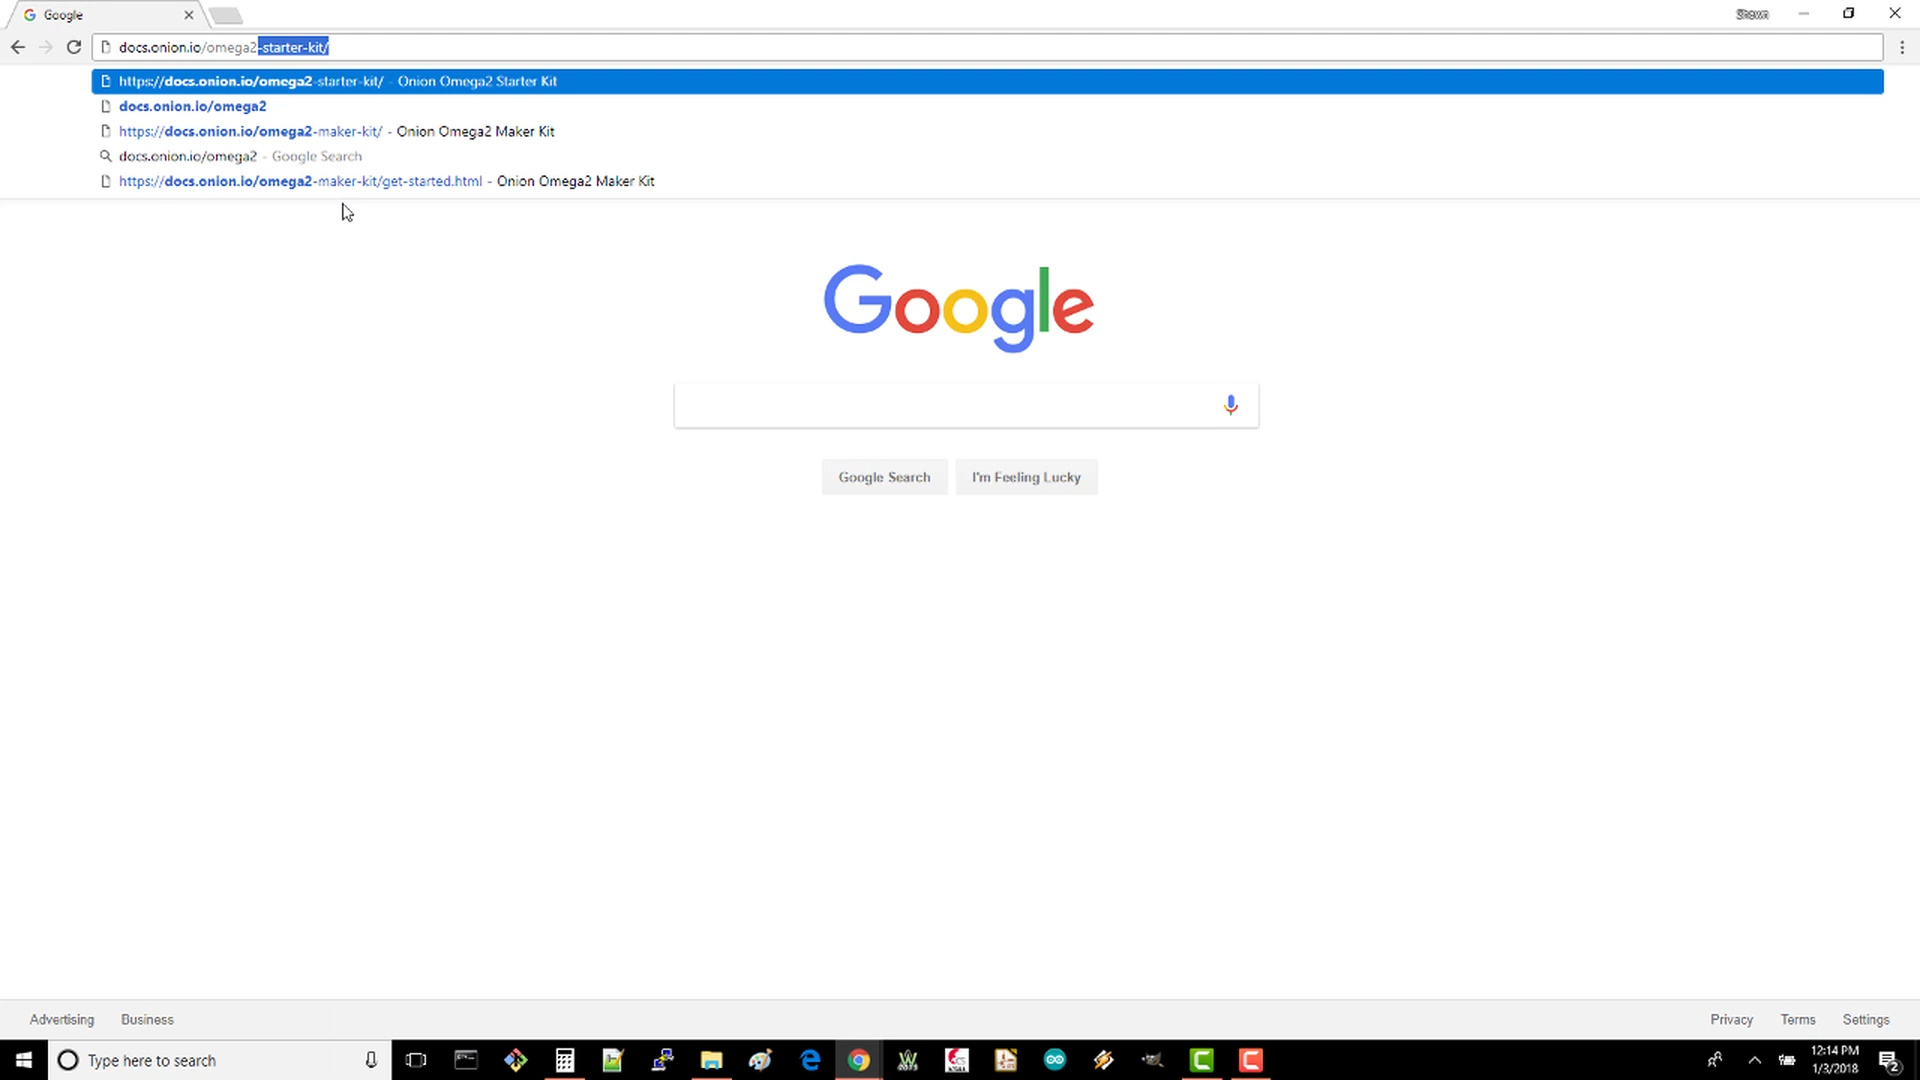 Google
Shawn
docs.onion.io/omega2-starter-kit/
https://docs.onion.io/omega2-starter-kit/ - Onion Omega2 Starter Kit
docs.onion.io/omega2
https://docs.onion.io/omega2-maker-kit/ - Onion Omega2 Maker Kit
docs.onion.io/omega2 - Google Search
https://docs.onion.io/omega2-maker-kit/get-started.html - Onion Omega2 Maker Kit
Google
Google Search I'm Feeling Lucky
Advertising Business Privacy Terms Settings
Type here to search
12:14 PM
1/3/2018
2